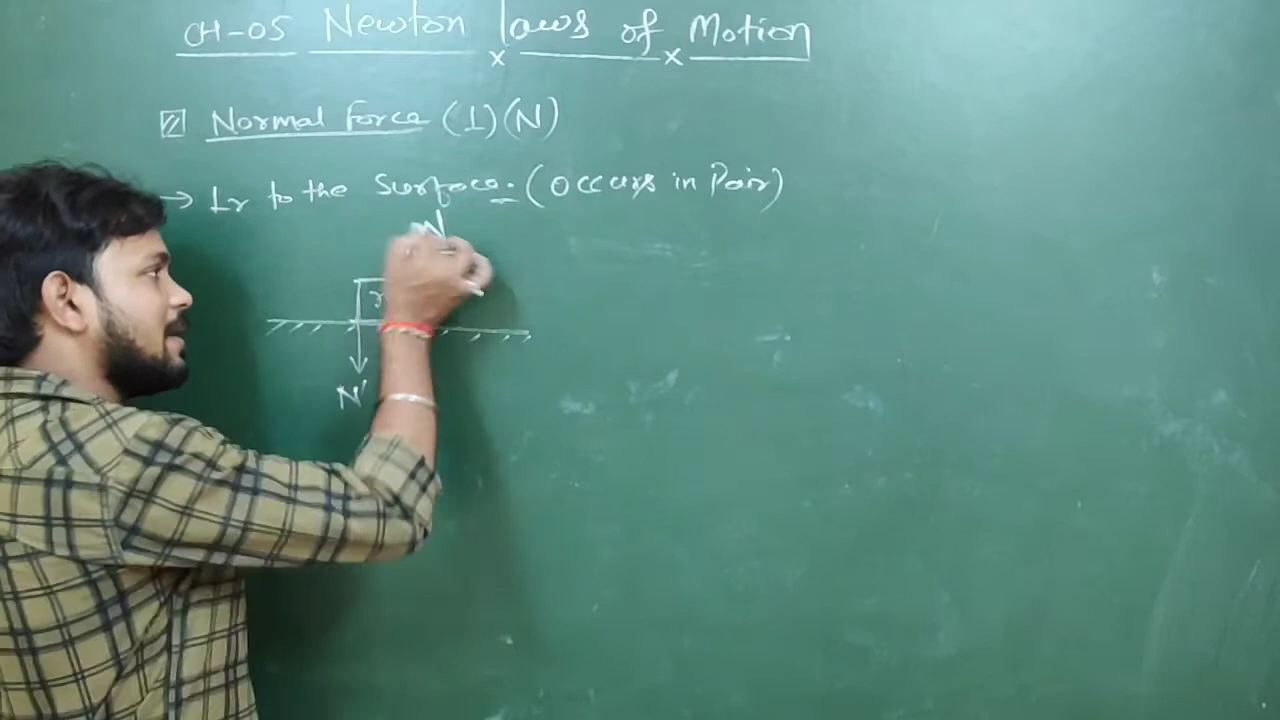 CH-05 Newton laws of Motion
Normal Force (⊥) (N)
→ ⊥r to the Surface. (Occurs in Pair)
N
N'